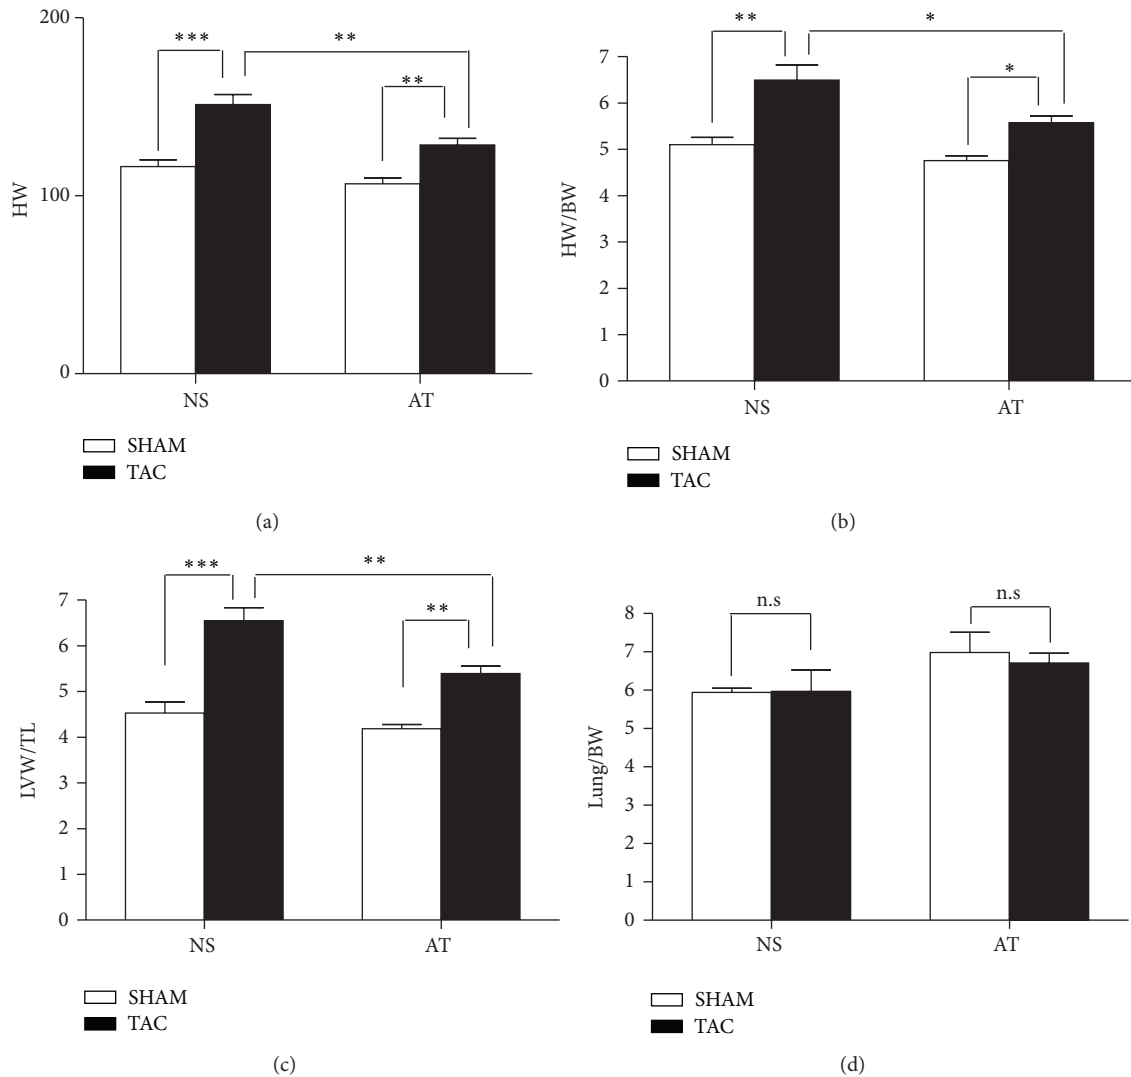 ***
**
**
200
100
0
HW
NS
AT
SHAM
TAC
(a)
**
*
*
7
6
5
4
3
2
1
0
HW/BW
NS
AT
SHAM
TAC
(b)
***
**
**
7
6
5
4
3
2
1
0
LVW/TL
NS
AT
SHAM
TAC
(c)
n.s
n.s
8
7
6
5
4
3
2
1
0
Lung/BW
NS
AT
SHAM
TAC
(d)